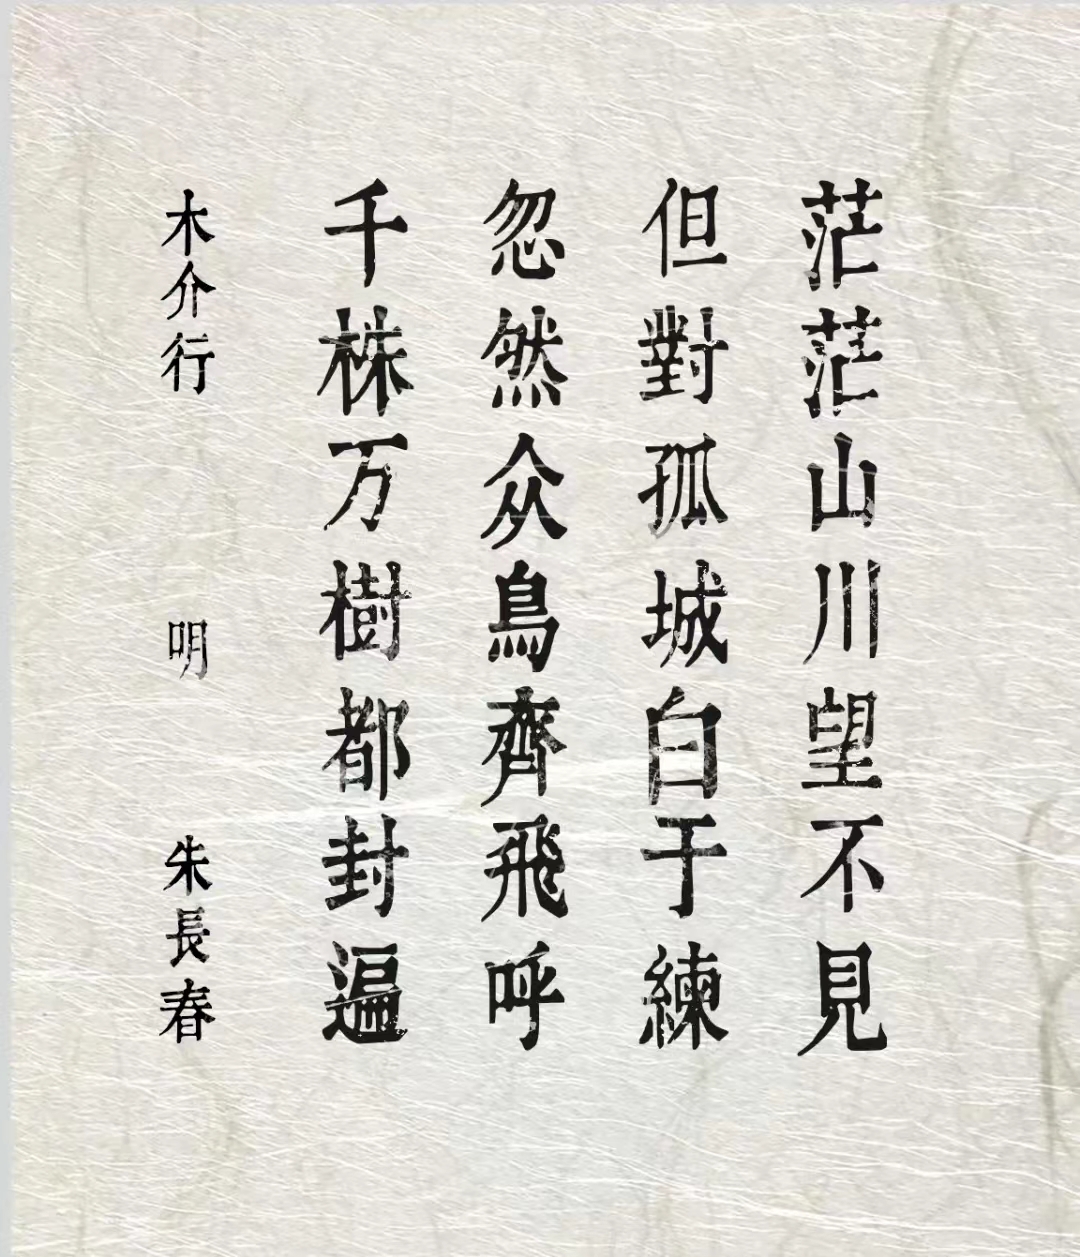 茫茫山川望不見
但對孤城白于練
忽然众鳥齊飛呼
千株万樹都封遍
木介行 明 朱長春